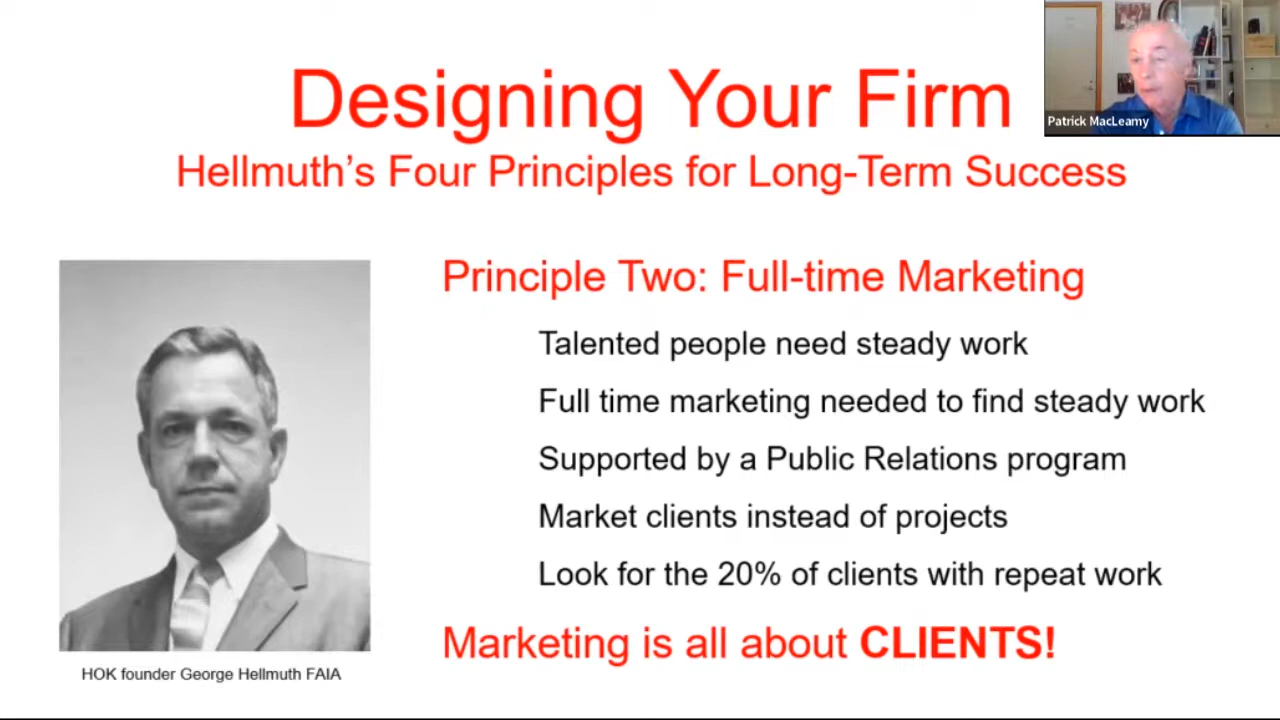 Designing Your Firm
Hellmuth's Four Principles for Long-Term Success
Patrick MacLeamy
Principle Two: Full-time Marketing
Talented people need steady work
Full time marketing needed to find steady work
Supported by a Public Relations program
Market clients instead of projects
Look for the 20% of clients with repeat work
Marketing is all about CLIENTS!
HOK founder George Hellmuth FAIA